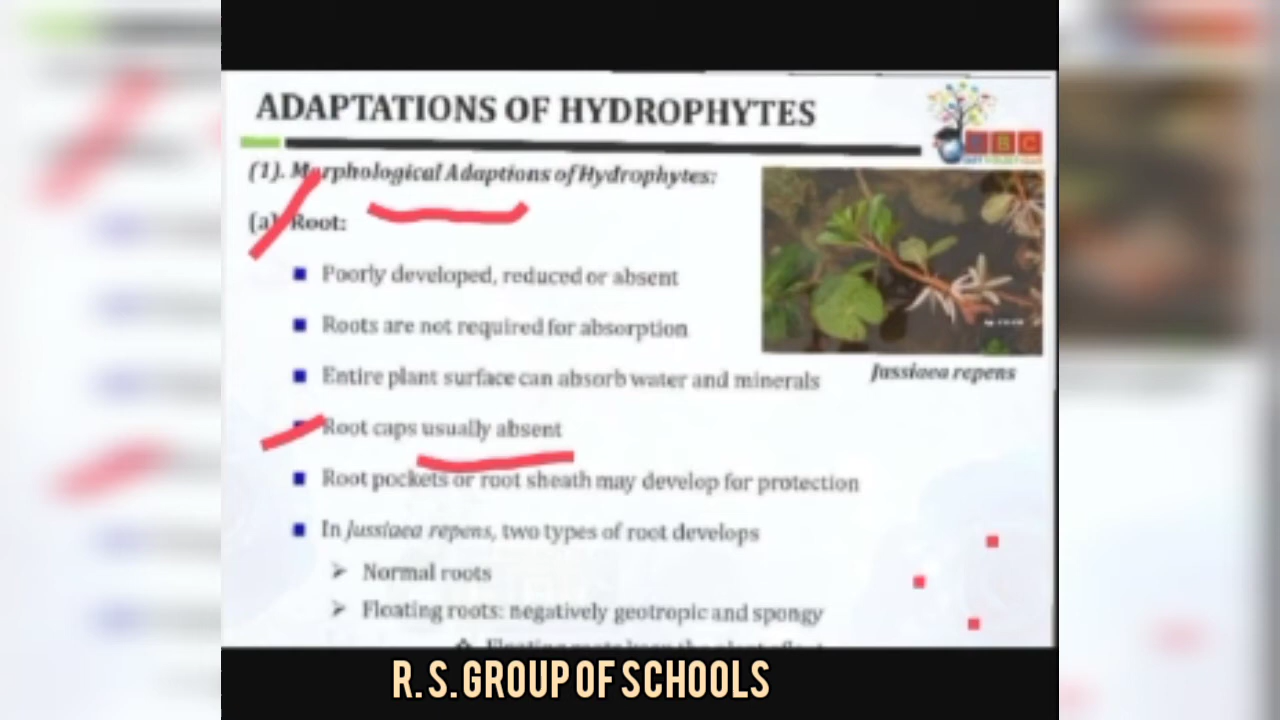 ADAPTATIONS OF HYDROPHYTES
(1). Morphological Adaptions of Hydrophytes:
(a) Root:
Poorly developed, reduced or absent
Roots are not required for absorption
Entire plant surface can absorb water and minerals
Jussiaea repens
Root caps usually absent
Root pockets or root sheath may develop for protection
In Jussiaea repens, two types of root develops
Normal roots
Floating roots: negatively geotropic and spongy
R. S. GROUP OF SCHOOLS